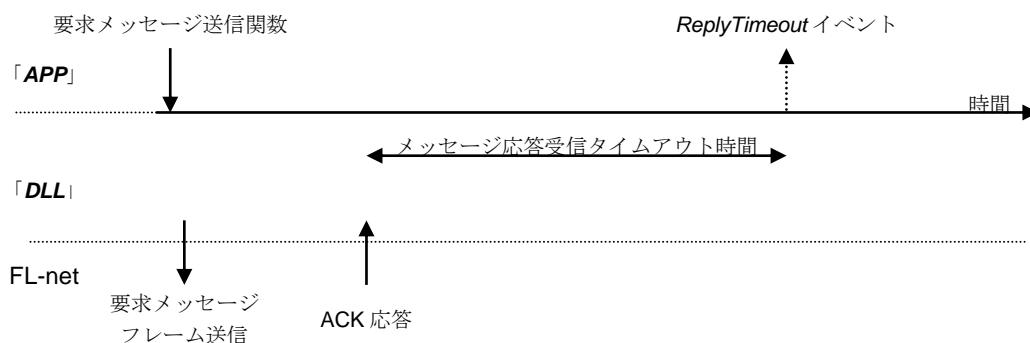 要求メッセージ送信関数
ReplyTimeout イベント
「APP」
時間
メッセージ応答受信タイムアウト時間
「DLL」
FL-net
要求メッセージ
フレーム送信
ACK 応答